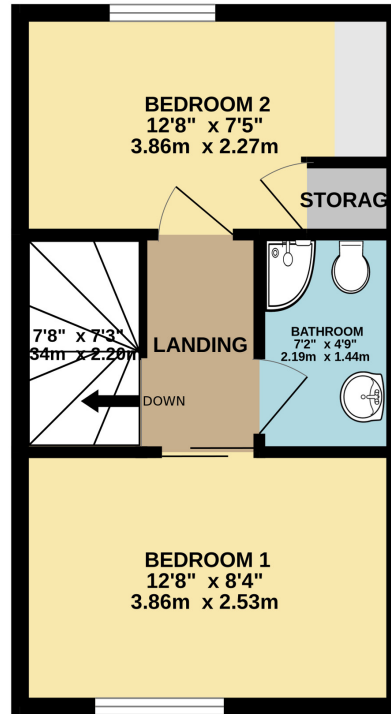 BEDROOM 2
12'8" x 7'5"
3.86m x 2.27m
STORAG
7'8" x 7'3"
34m x 2.20m
LANDING
BATHROOM
7'2" x 4'9"
2.19m x 1.44m
DOWN
BEDROOM 1
12'8" x 8'4"
3.86m x 2.53m